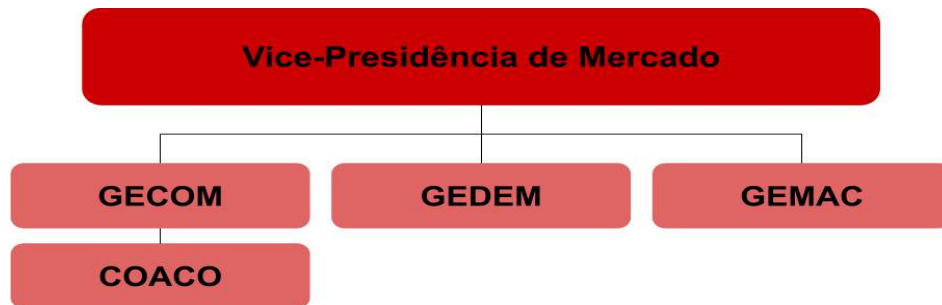 Vice-Presidência de Mercado
GECOM
GEDEM
GEMAC
COACO